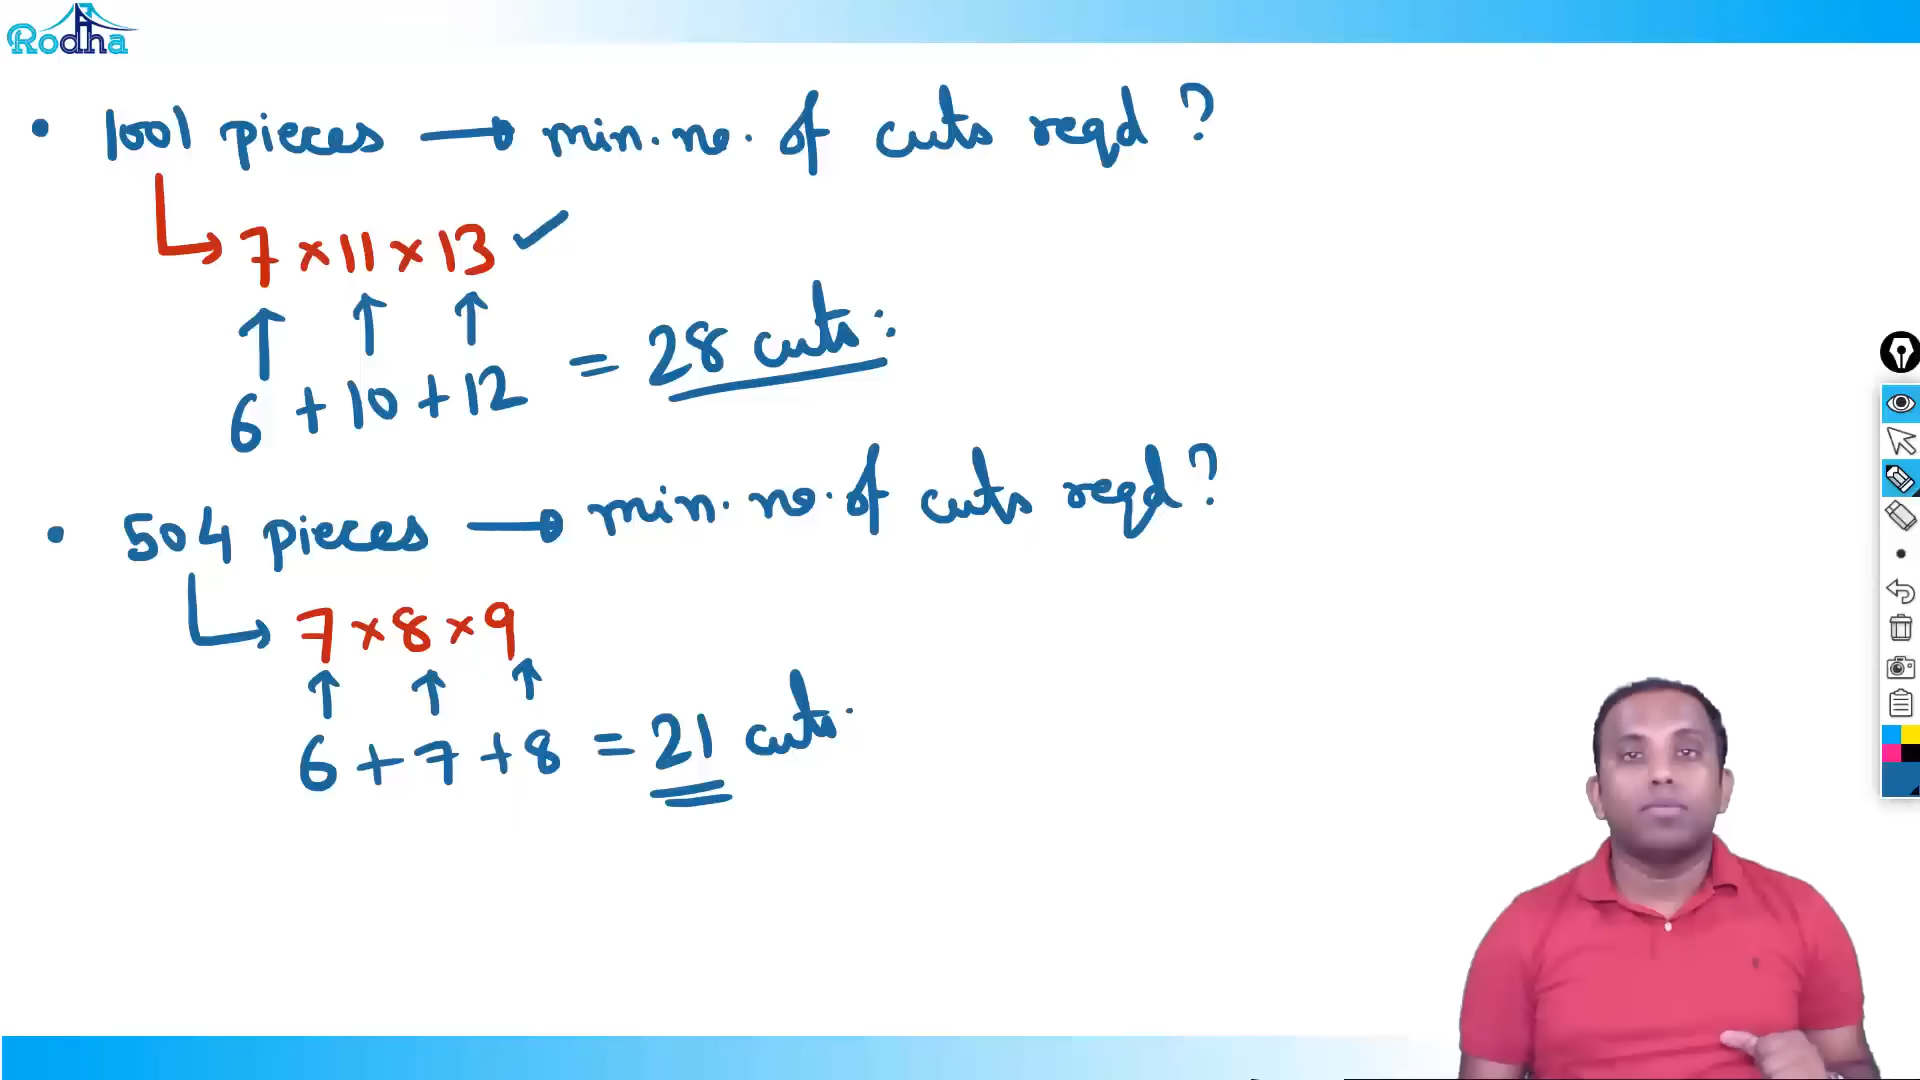 Rodha
• 1001 pieces → min. no. of cuts reqd ?
7 × 11 × 13 ✓
↑ ↑ ↑
6 + 10 + 12 = 28 cuts.
• 504 pieces → min. no. of cuts reqd ?
7 × 8 × 9
↑ ↑ ↑
6 + 7 + 8 = 21 cuts.